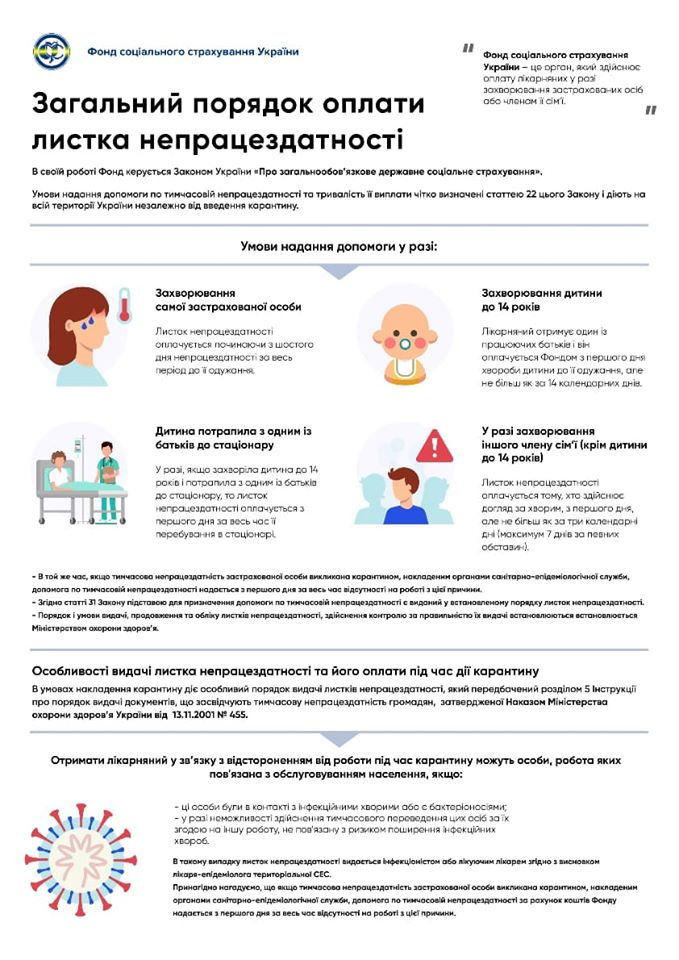 Фонд соціального страхування України
" Фонд соціального страхування
України – це орган, який здійснює
оплату лікарняних у разі
захворювання застрахованих осіб
або членом її сім'ї. "
Загальний порядок оплати
листка непрацездатності
В своїй роботі Фонд керується Законом України «Про загальнообов'язкове державне соціальне страхування».
Умови надання допомоги по тимчасовій непрацездатності та тривалість її виплати чітко визначені статтею 22 цього Закону і діють на
всій території України незалежно від введення карантину.
Умови надання допомоги у разі:
Захворювання
самої застрахованої особи
Листок непрацездатності
оплачується починаючи з шостого
дня непрацездатності за весь
період до її одужання.
Захворювання дитини
до 14 років
Лікарняний отримує один із
працюючих батьків і він
оплачується Фондом з першого дня
хвороби дитини до її одужання, але
не більш як за 14 календарних днів.
Дитина потрапила з одним із
батьків до стаціонару
У разі, якщо захворіла дитина до 14
років і потрапила з одним із батьків
до стаціонару, то листок
непрацездатності оплачується з
першого дня за весь час її
перебування в стаціонарі.
У разі захворювання
іншого члену сім'ї (крім дитини
до 14 років)
Листок непрацездатності
оплачується тому, хто здійснює
догляд за хворим, з першого дня,
але не більш як за три календарні
дні (максимум 7 днів за певних
обставин).
- В той же час, якщо тимчасова непрацездатність застрахованої особи викликана карантином, накладеним органами санітарно-епідеміологічної служби,
допомога по тимчасовій непрацездатності надається з першого дня за весь час відсутності на роботі з цієї причини.
- Згідно статті 31 Закону підставою для призначення допомоги по тимчасовій непрацездатності є виданий у встановленому порядку листок непрацездатності.
- Порядок і умови видачі, продовження та обліку листків непрацездатності, здійснення контролю за правильністю їх видачі встановлюються встановлюється
Міністерством охорони здоров'я.
Особливості видачі листка непрацездатності та його оплати під час дії карантину
В умовах накладення карантину діє особливий порядок видачі листків непрацездатності, який передбачений розділом 5 Інструкції
про порядок видачі документів, що засвідчують тимчасову непрацездатність громадян, затвердженої Наказом Міністерства
охорони здоров'я України від 13.11.2001 № 455.
Отримати лікарняний у зв'язку з відстороненням від роботи під час карантину можуть особи, робота яких
пов'язана з обслуговуванням населення, якщо:
- ці особи були в контакті з інфекційними хворими або є бактеріоносіями;
- у разі неможливості здійснення тимчасового переведення цих осіб за їх
згодою на іншу роботу, не пов'язану з ризиком поширення інфекційних
хвороб.
В такому випадку листок непрацездатності видається інфекціоністом або лікуючим лікарем згідно з висновком
лікаря-епідеміолога територіальної СЕС.
Принагідно нагадуємо, що якщо тимчасова непрацездатність застрахованої особи викликана карантином, накладеним
органами санітарно-епідеміологічної служби, допомога по тимчасовій непрацездатності за рахунок коштів Фонду
надається з першого дня за весь час відсутності на роботі з цієї причини.